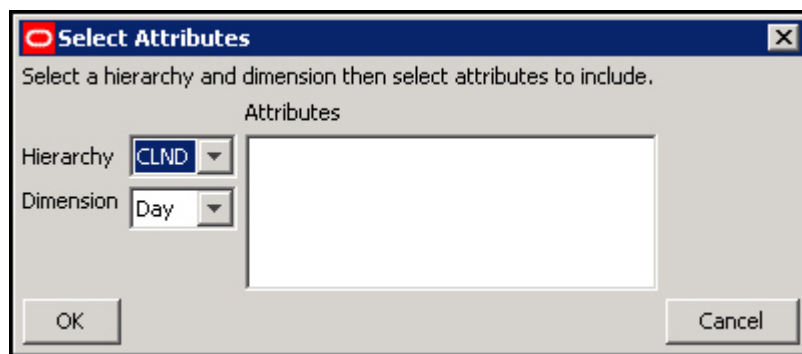 Select Attributes
Select a hierarchy and dimension then select attributes to include.
Attributes
Hierarchy CLND
Dimension Day
OK Cancel